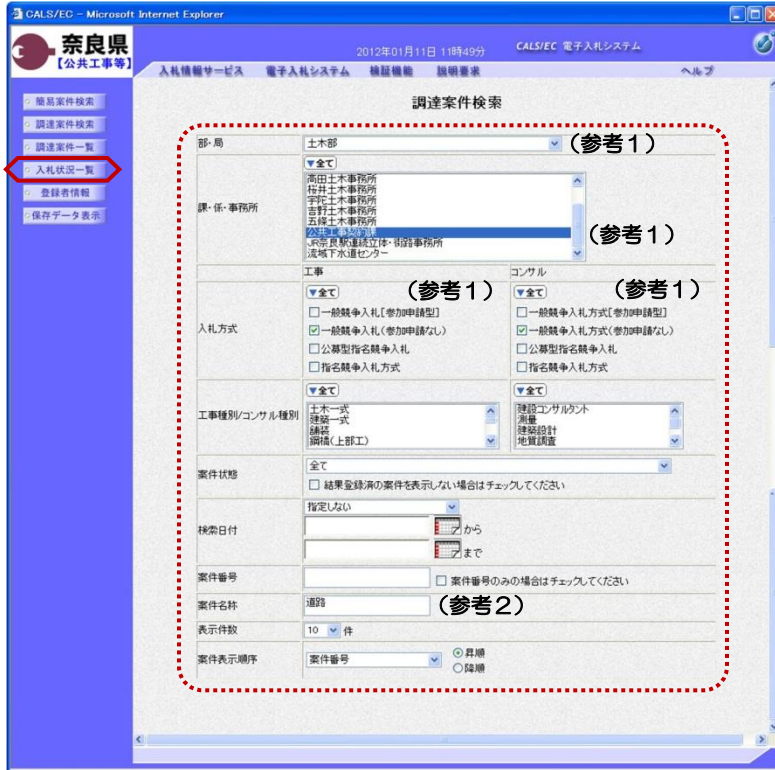 CALS/EC - Microsoft Internet Explorer
奈良県
【公共工事等】
2012年01月11日 11時49分
CALS/EC 電子入札システム
入札情報サービス 電子入札システム 検証機能 説明要求 ヘルプ
簡易案件検索
調達案件検索
調達案件一覧
入札状況一覧
登録者情報
保存データ表示
調達案件検索
部・局 土木部 (参考1)
▼全て
高田土木事務所
桜井土木事務所
宇陀土木事務所
吉野土木事務所
五條土木事務所
公共工事契約課
JR奈良駅連続立体・街路事務所
流域下水道センター
課・係・事務所
(参考1)
工事 コンサル
▼全て (参考1) ▼全て (参考1)
入札方式
一般競争入札[参加申請型] 一般競争入札方式[参加申請型]
一般競争入札(参加申請なし) 一般競争入札方式(参加申請なし)
公募型指名競争入札 公募型指名競争入札
指名競争入札方式 指名競争入札方式
▼全て ▼全て
工事種別/コンサル種別
土木一式 建設コンサルタント
建築一式 測量
舗装 建築設計
鋼橋(上部工) 地質調査
案件状態 全て
結果登録済の案件を表示しない場合はチェックしてください
指定しない
検索日付
から
まで
案件番号 案件番号のみの場合はチェックしてください
案件名称 道路 (参考2)
表示件数 10 件
案件表示順序 案件番号 昇順
降順